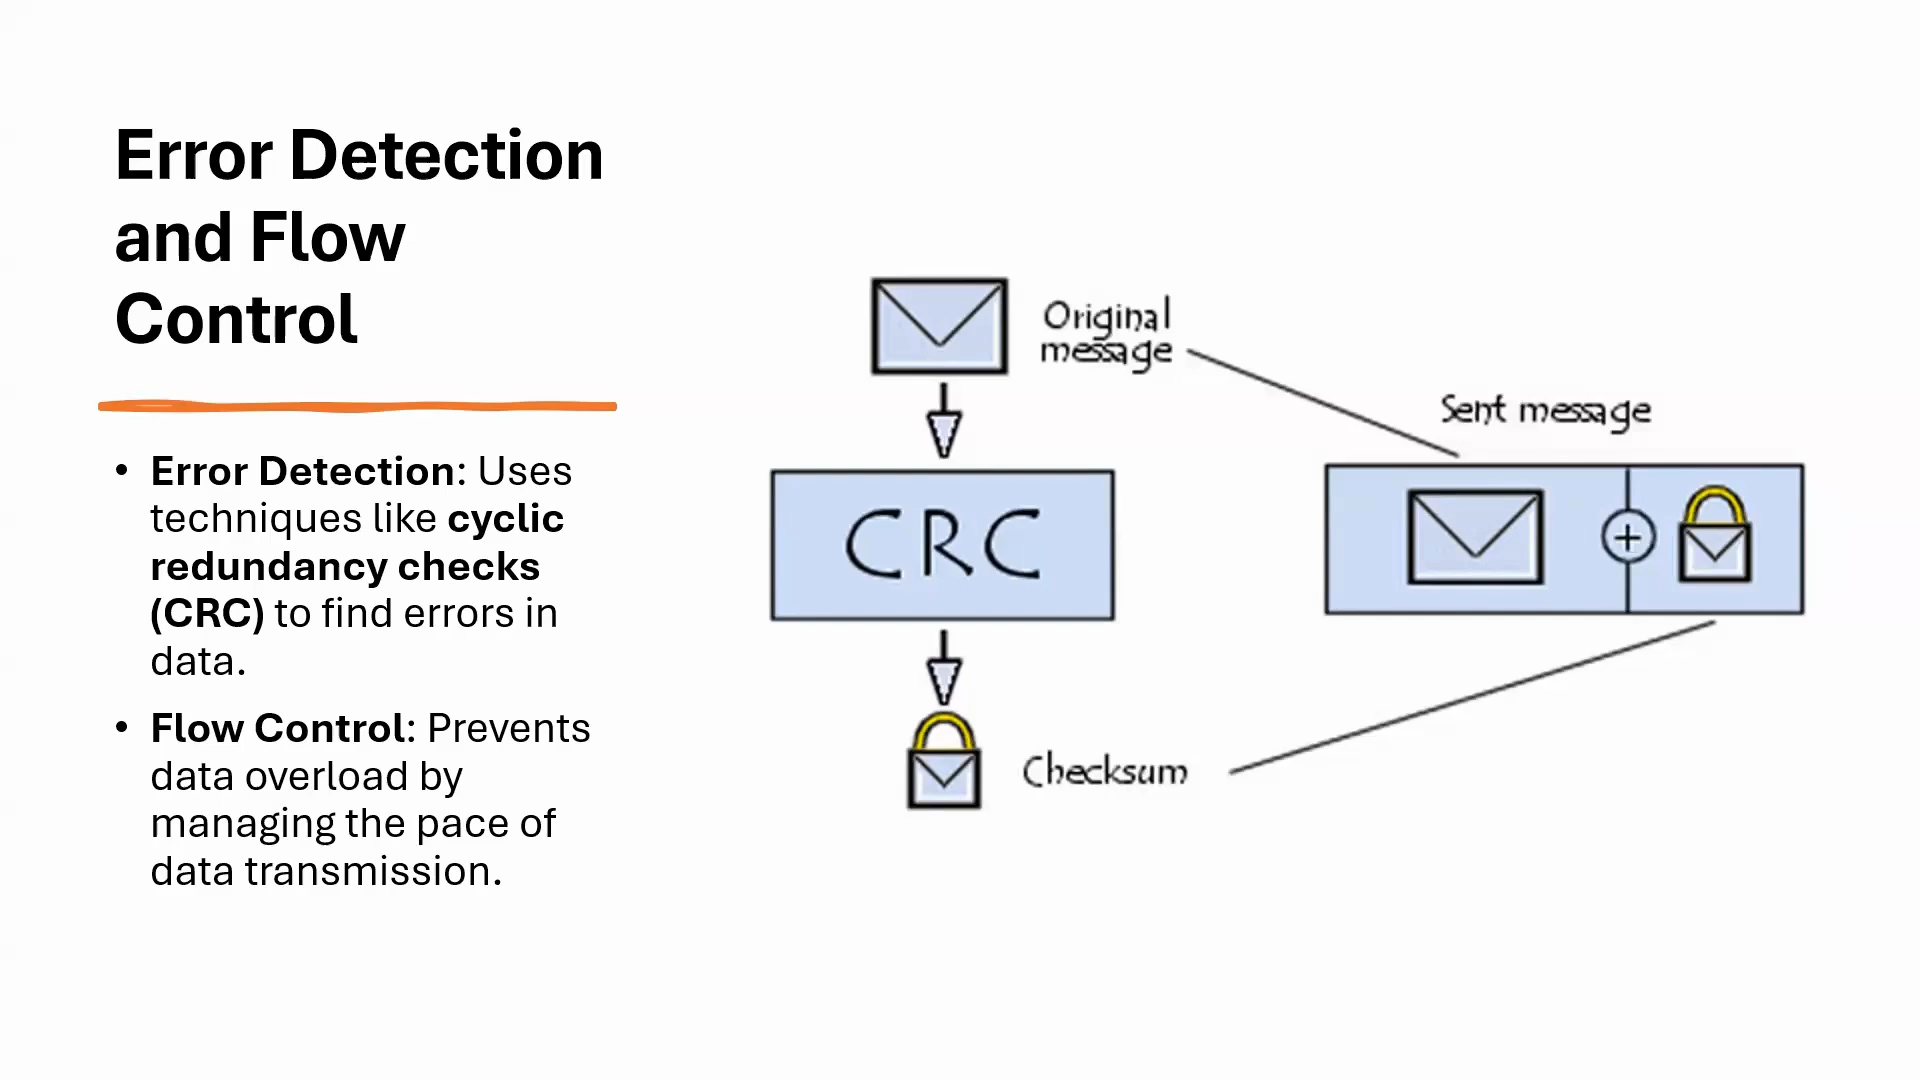 Error Detection
and Flow
Control
• Error Detection: Uses
techniques like cyclic
redundancy checks
(CRC) to find errors in
data.
• Flow Control: Prevents
data overload by
managing the pace of
data transmission.
Original
message
CRC
Checksum
Sent message
+